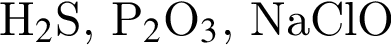 H₂S, P₂O₃, NaClO